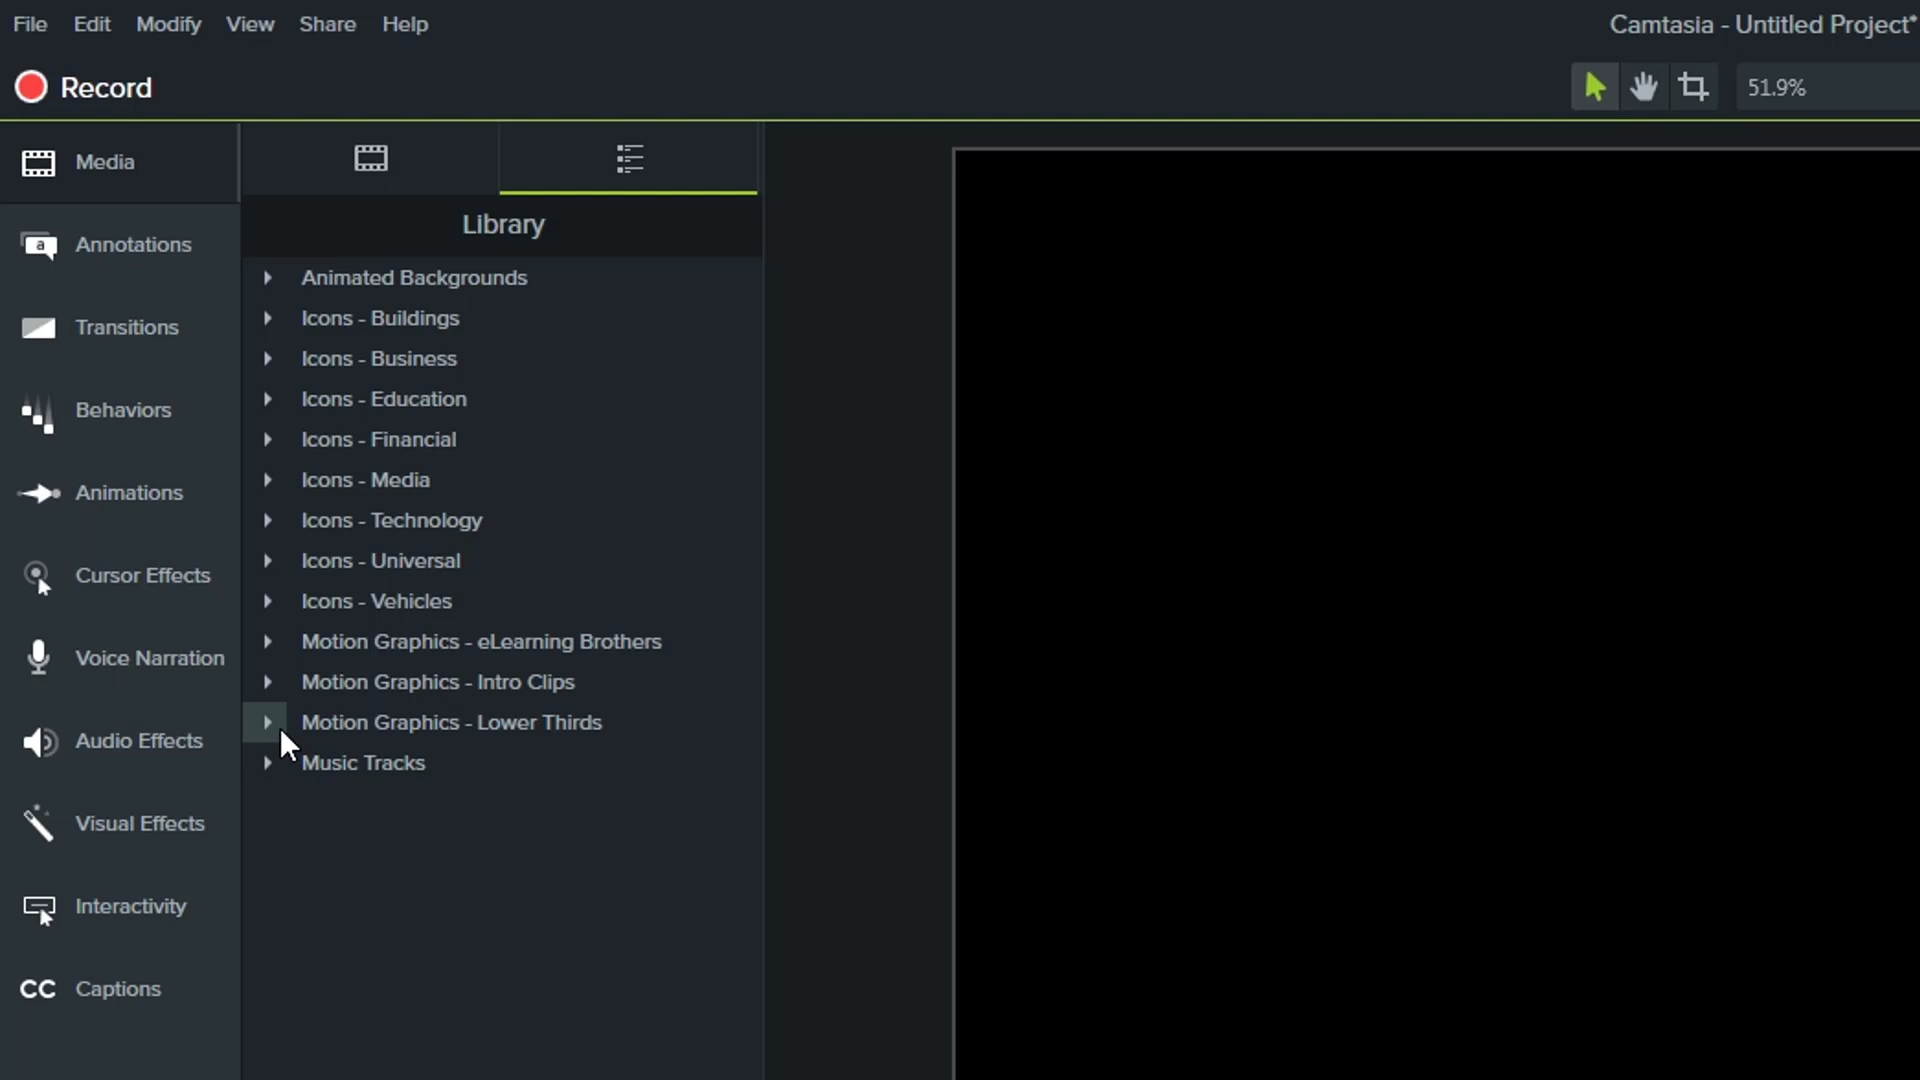 File Edit Modify View Share Help
Camtasia - Untitled Project*
Record
51.9%
Media
Annotations
a
Transitions
Behaviors
Animations
Cursor Effects
Voice Narration
Audio Effects
Visual Effects
Interactivity
CC Captions
Library
Animated Backgrounds
Icons - Buildings
Icons - Business
Icons - Education
Icons - Financial
Icons - Media
Icons - Technology
Icons - Universal
Icons - Vehicles
Motion Graphics - eLearning Brothers
Motion Graphics - Intro Clips
Motion Graphics - Lower Thirds
Music Tracks